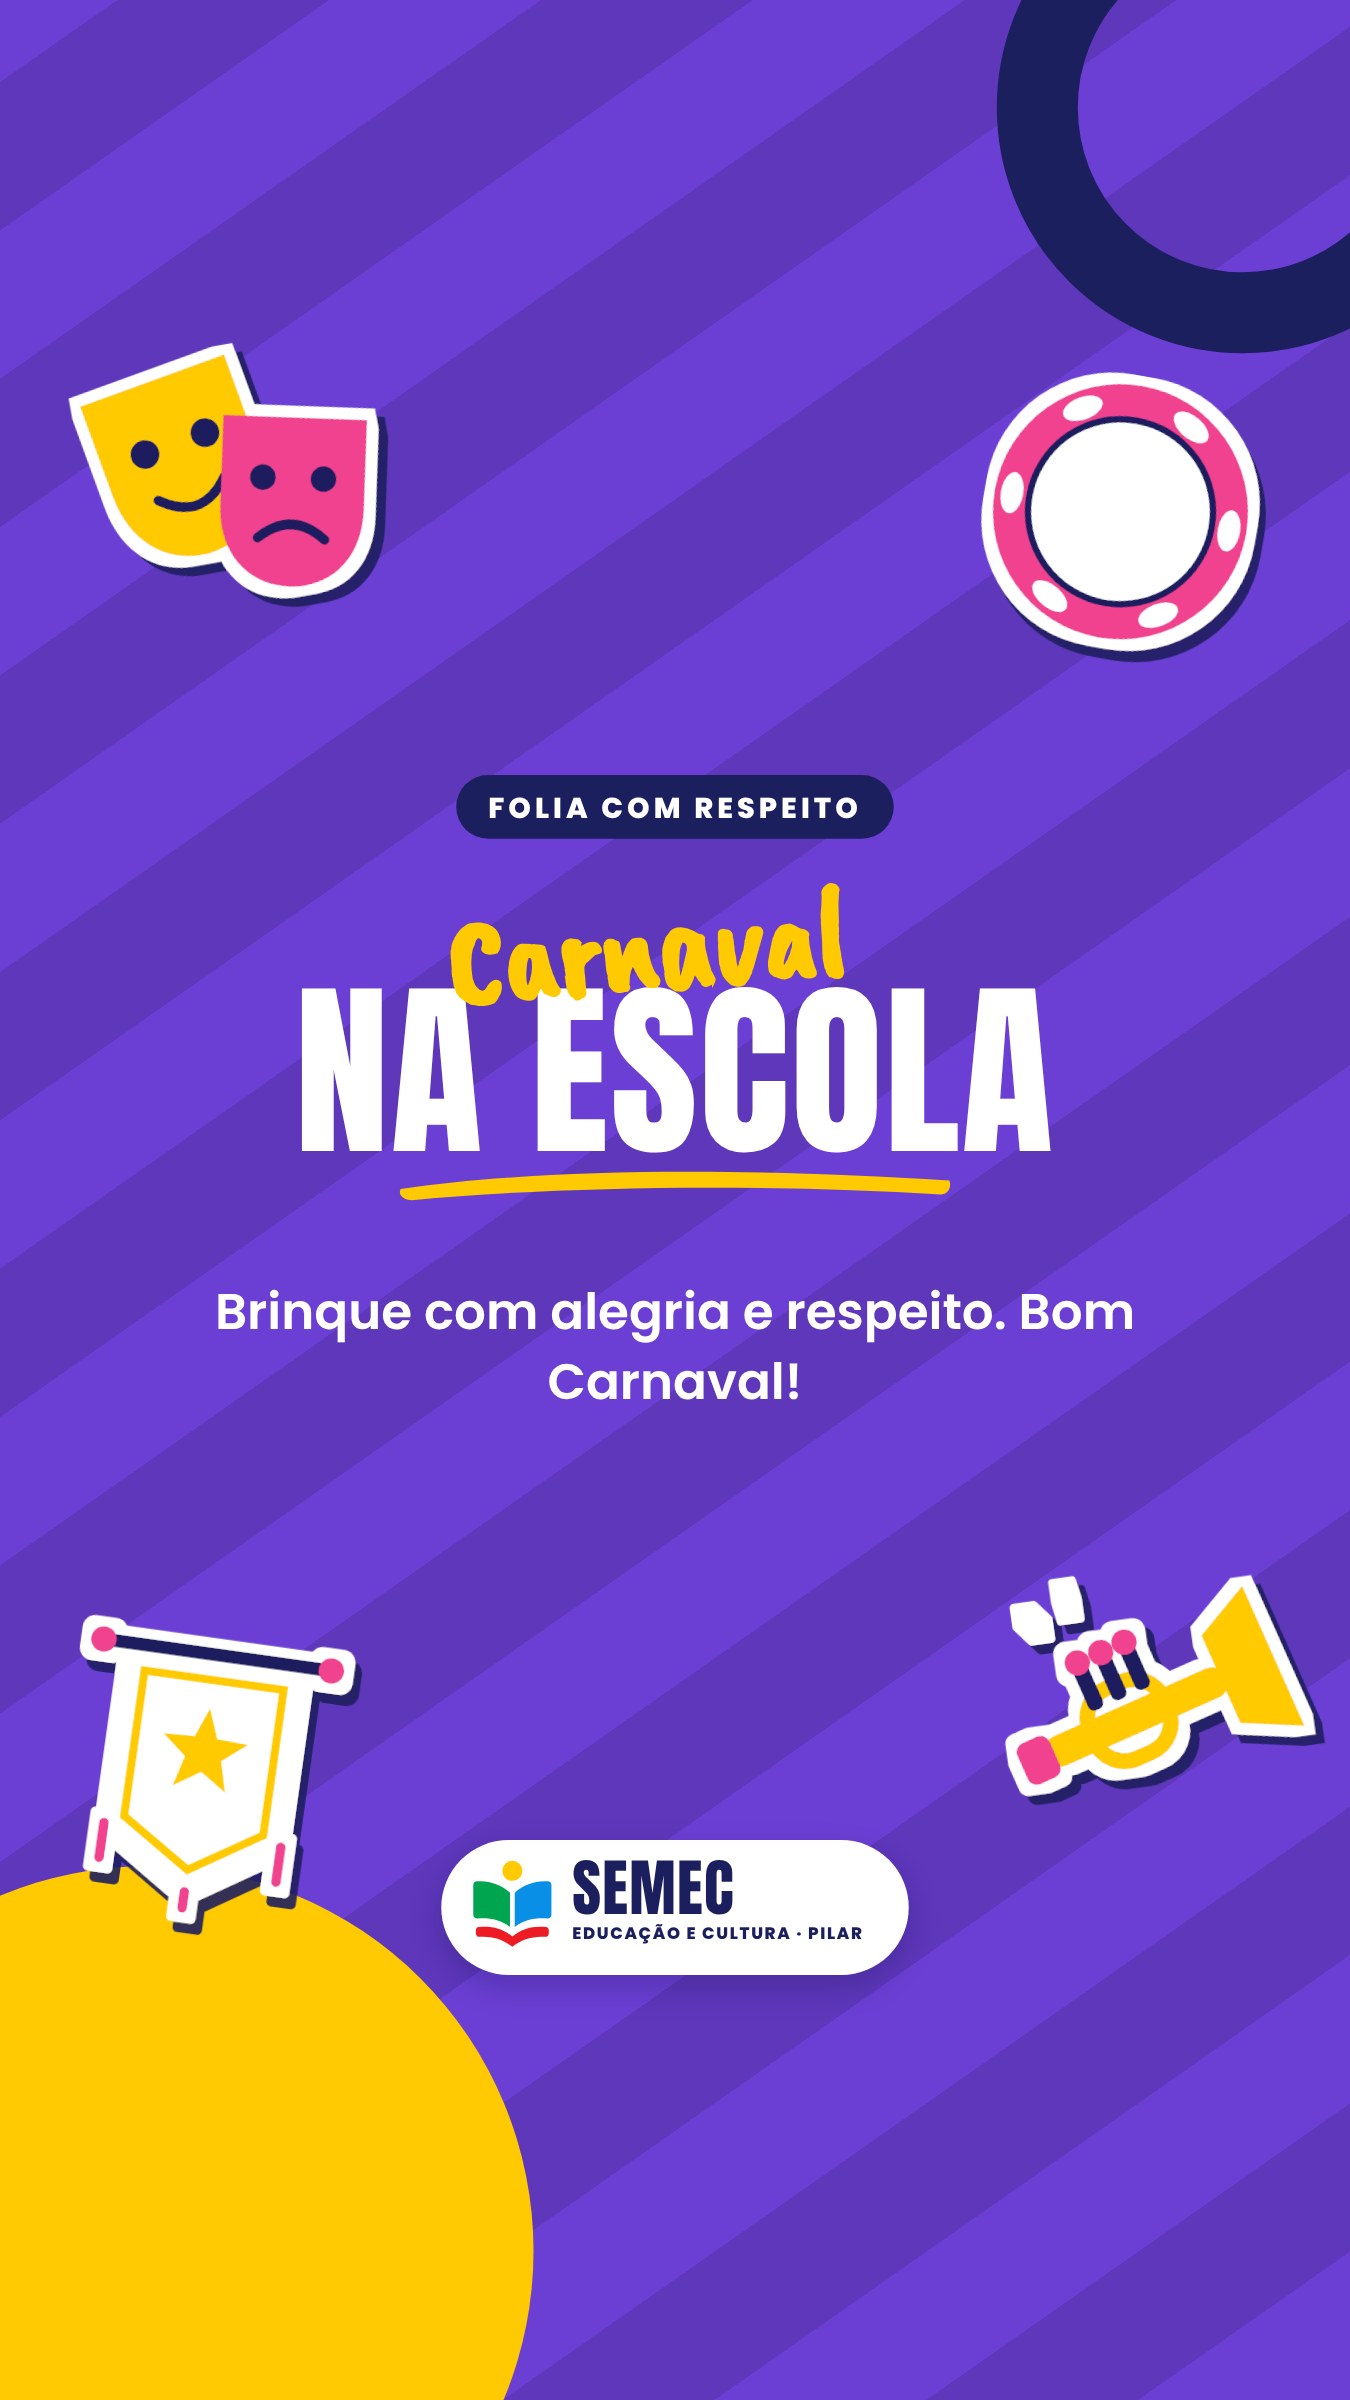 FOLIA COM RESPEITO
Carnaval
NA ESCOLA
Brinque com alegria e respeito. Bom
Carnaval!
SEMEC
EDUCAÇÃO E CULTURA · PILAR